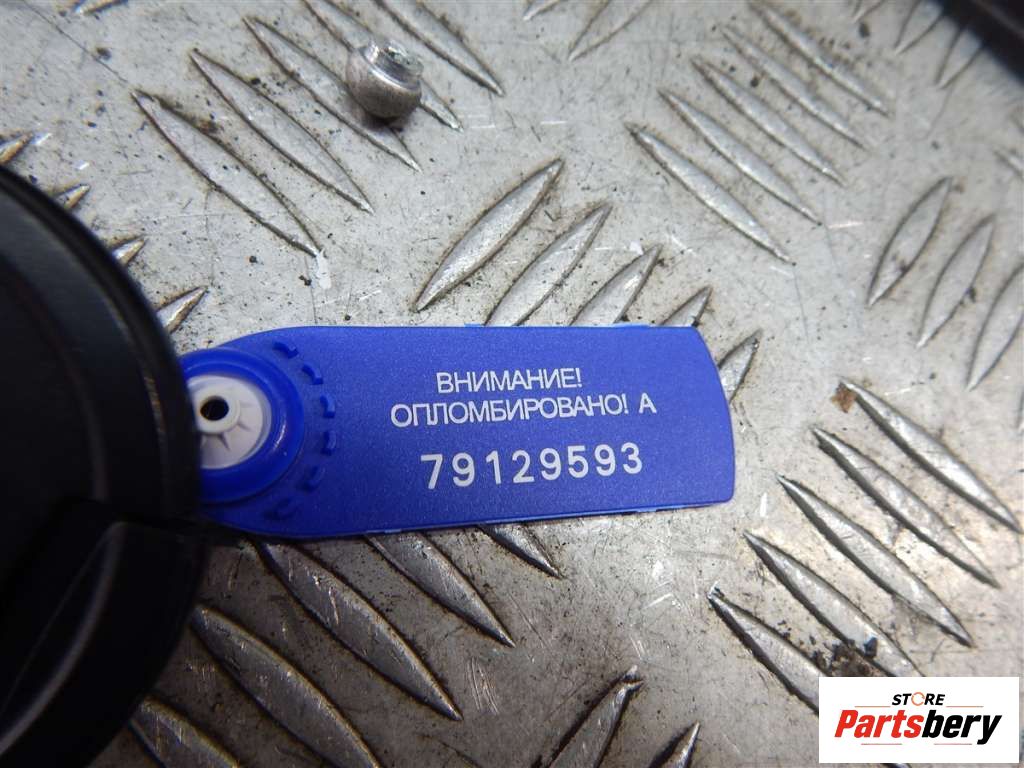 ВНИМАНИЕ!
ОПЛОМБИРОВАНО! А
79129593
STORE
Partsbery